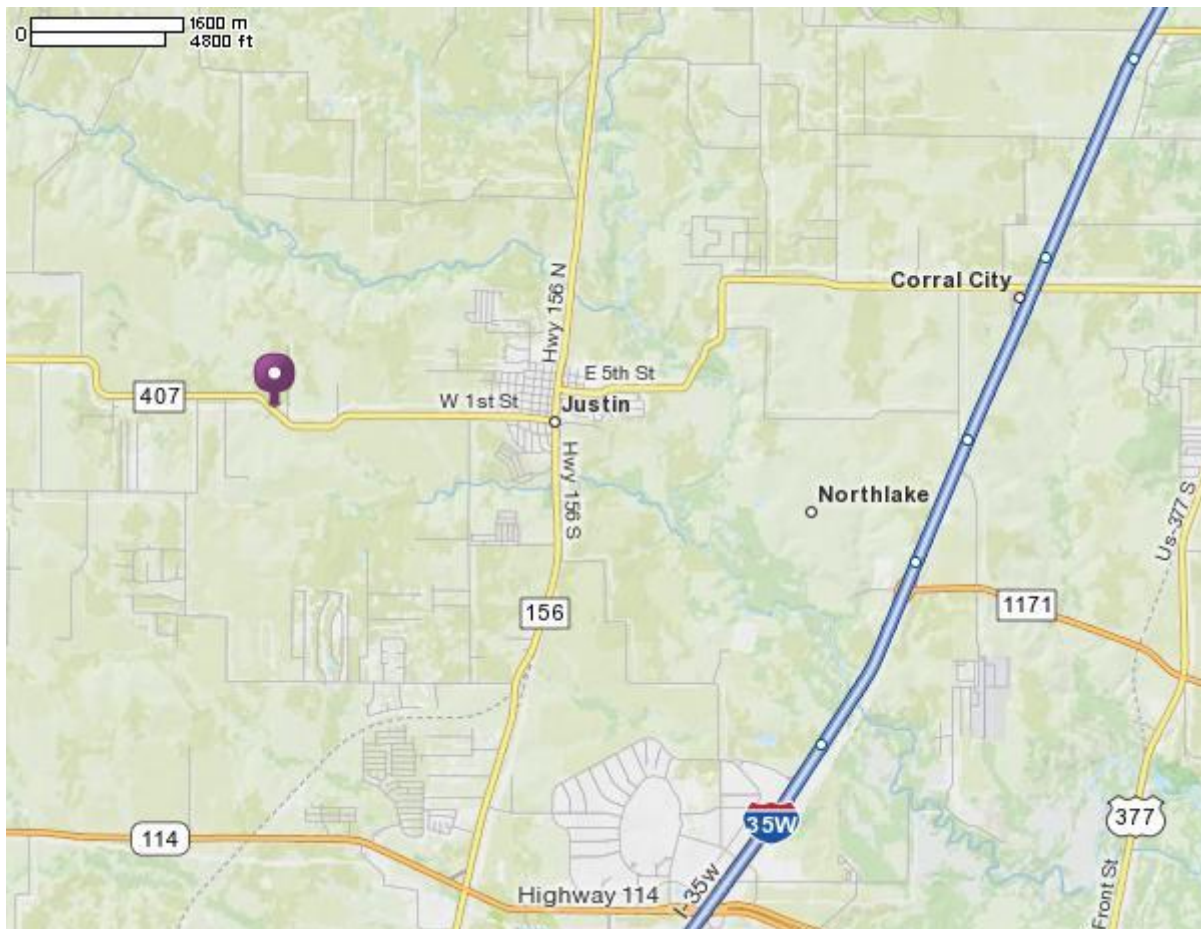 0
1600 m
4800 ft
Hwy 156 N
Corral City
E 5th St
407
W 1st St
Justin
Hwy 156 S
Northlake
Us-377 S
1171
156
35W
377
114
Highway 114
I-35w
Front St